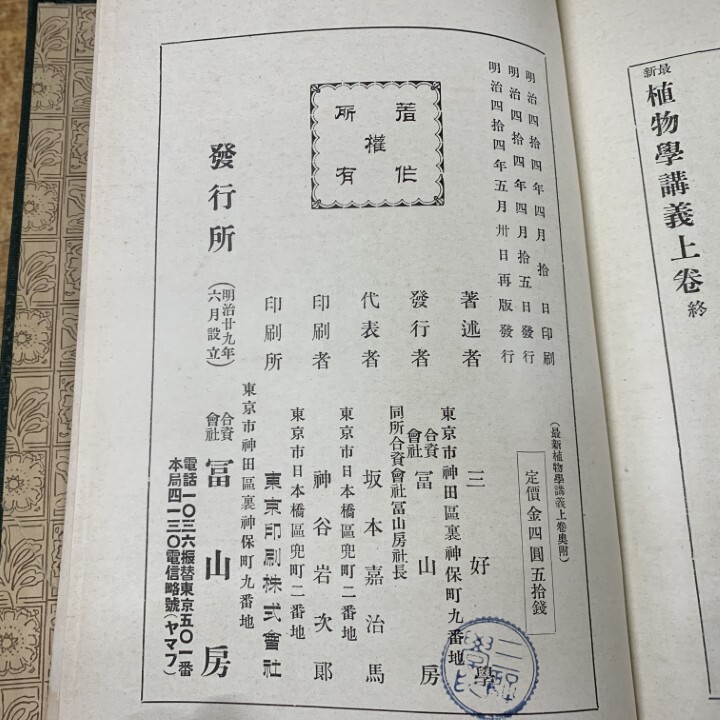 最新
植物學講義上卷 終
明治四拾四年四月 拾 日印刷
明治四拾四年四月拾五日發行
明治四拾四年五月卅日再版發行
著作
權
所有
(最新植物學講義上卷奧附)
定價金四圓五拾錢
著述者 三好學
東京市神田區裏神保町九番地
發行者 合資會社 冨山房
同所合資會社冨山房社長
代表者 坂本嘉治馬
東京市日本橋區兜町二番地
印刷者 神谷岩次郎
東京市日本橋區兜町二番地
印刷所 東京印刷株式會社
東京市神田區裏神保町九番地
發行所 (明治廿九年六月設立) 合資會社 冨山房
電話一〇三六振替東京五〇一番
本局四一三〇電信略號(ヤマフ)